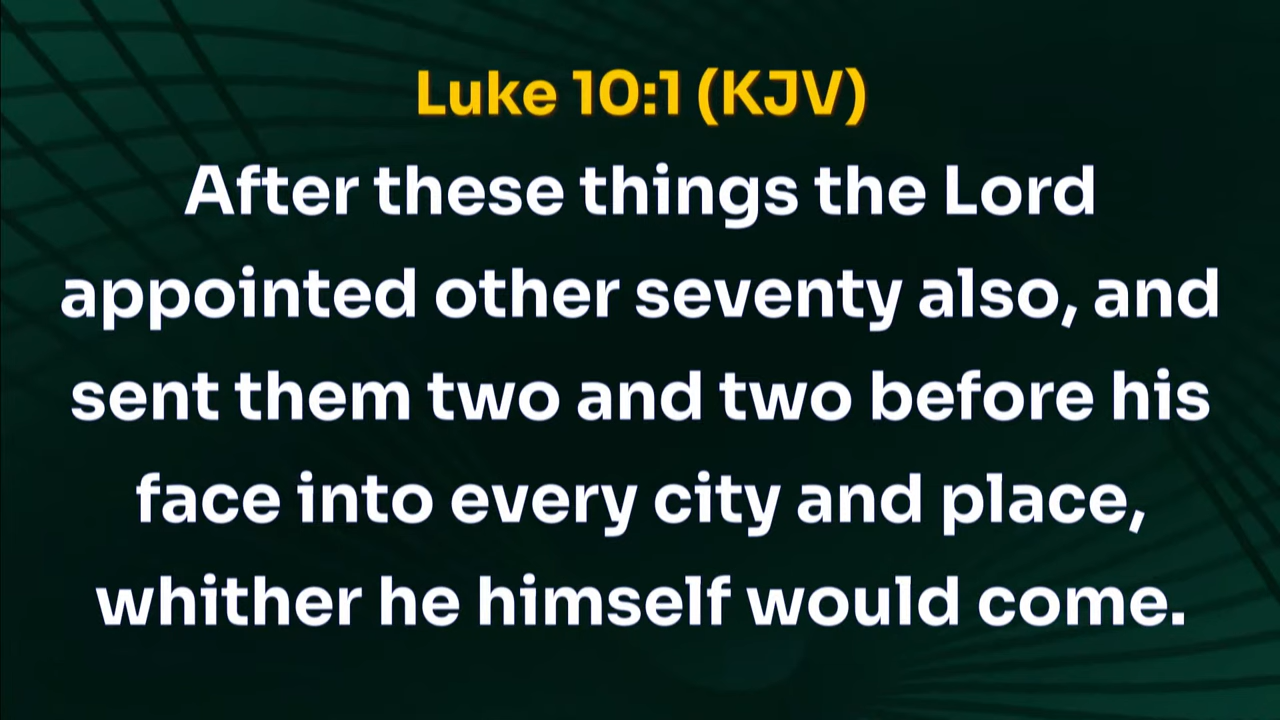 Luke 10:1 (KJV)
After these things the Lord
appointed other seventy also, and
sent them two and two before his
face into every city and place,
whither he himself would come.